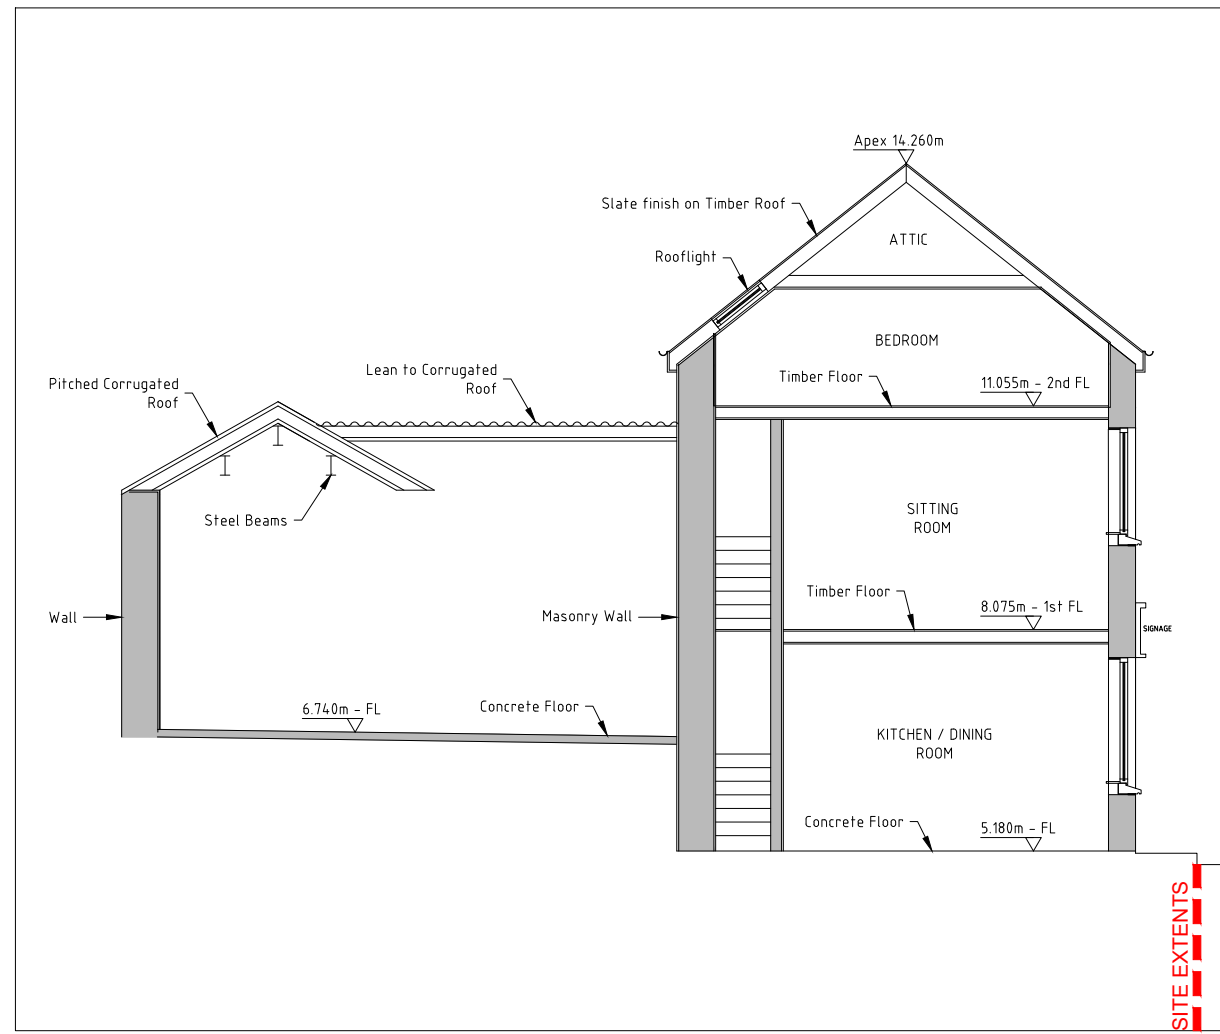 Apex 14.260m
Slate finish on Timber Roof
ATTIC
Rooflight
BEDROOM
Lean to Corrugated
Roof
Pitched Corrugated
Roof
Timber Floor
11.055m - 2nd FL
Steel Beams
SITTING
ROOM
Timber Floor
8.075m - 1st FL
Wall
Masonry Wall
SIGNAGE
6.740m - FL
Concrete Floor
KITCHEN / DINING
ROOM
Concrete Floor
5.180m - FL
SITE EXTENTS